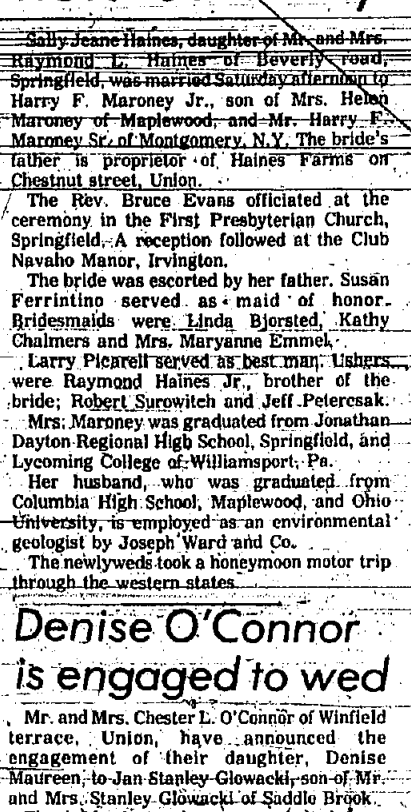 Sally Jeane Haines, daughter of Mr. and Mrs.
Raymond L. Haines of Beverly road,
Springfield, was married Saturday afternoon to
Harry F. Maroney Jr., son of Mrs. Helen
Maroney of Maplewood, and Mr. Harry F.
Maroney Sr. of Montgomery, N.Y. The bride's
father is proprietor of Haines Farms on
Chestnut street, Union.
The Rev. Bruce Evans officiated at the
ceremony in the First Presbyterian Church,
Springfield. A reception followed at the Club
Navaho Manor, Irvington.
The bride was escorted by her father. Susan
Ferrintino served as maid of honor.
Bridesmaids were Linda Bjorsted, Kathy
Chalmers and Mrs. Maryanne Emmel.
Larry Picarell served as best man. Ushers
were Raymond Haines Jr., brother of the
bride; Robert Surowitch and Jeff Petercsak.
Mrs. Maroney was graduated from Jonathan
Dayton Regional High School, Springfield, and
Lycoming College of Williamsport, Pa.
Her husband, who was graduated from
Columbia High School, Maplewood, and Ohio
University, is employed as an environmental
geologist by Joseph Ward and Co.
The newlyweds took a honeymoon motor trip
through the western states.
Denise O'Connor
is engaged to wed
Mr. and Mrs. Chester L. O'Connor of Winfield
terrace, Union, have announced the
engagement of their daughter, Denise
Maureen, to Jan Stanley Glowacki, son of Mr.
and Mrs. Stanley Glowacki of Saddle Brook.